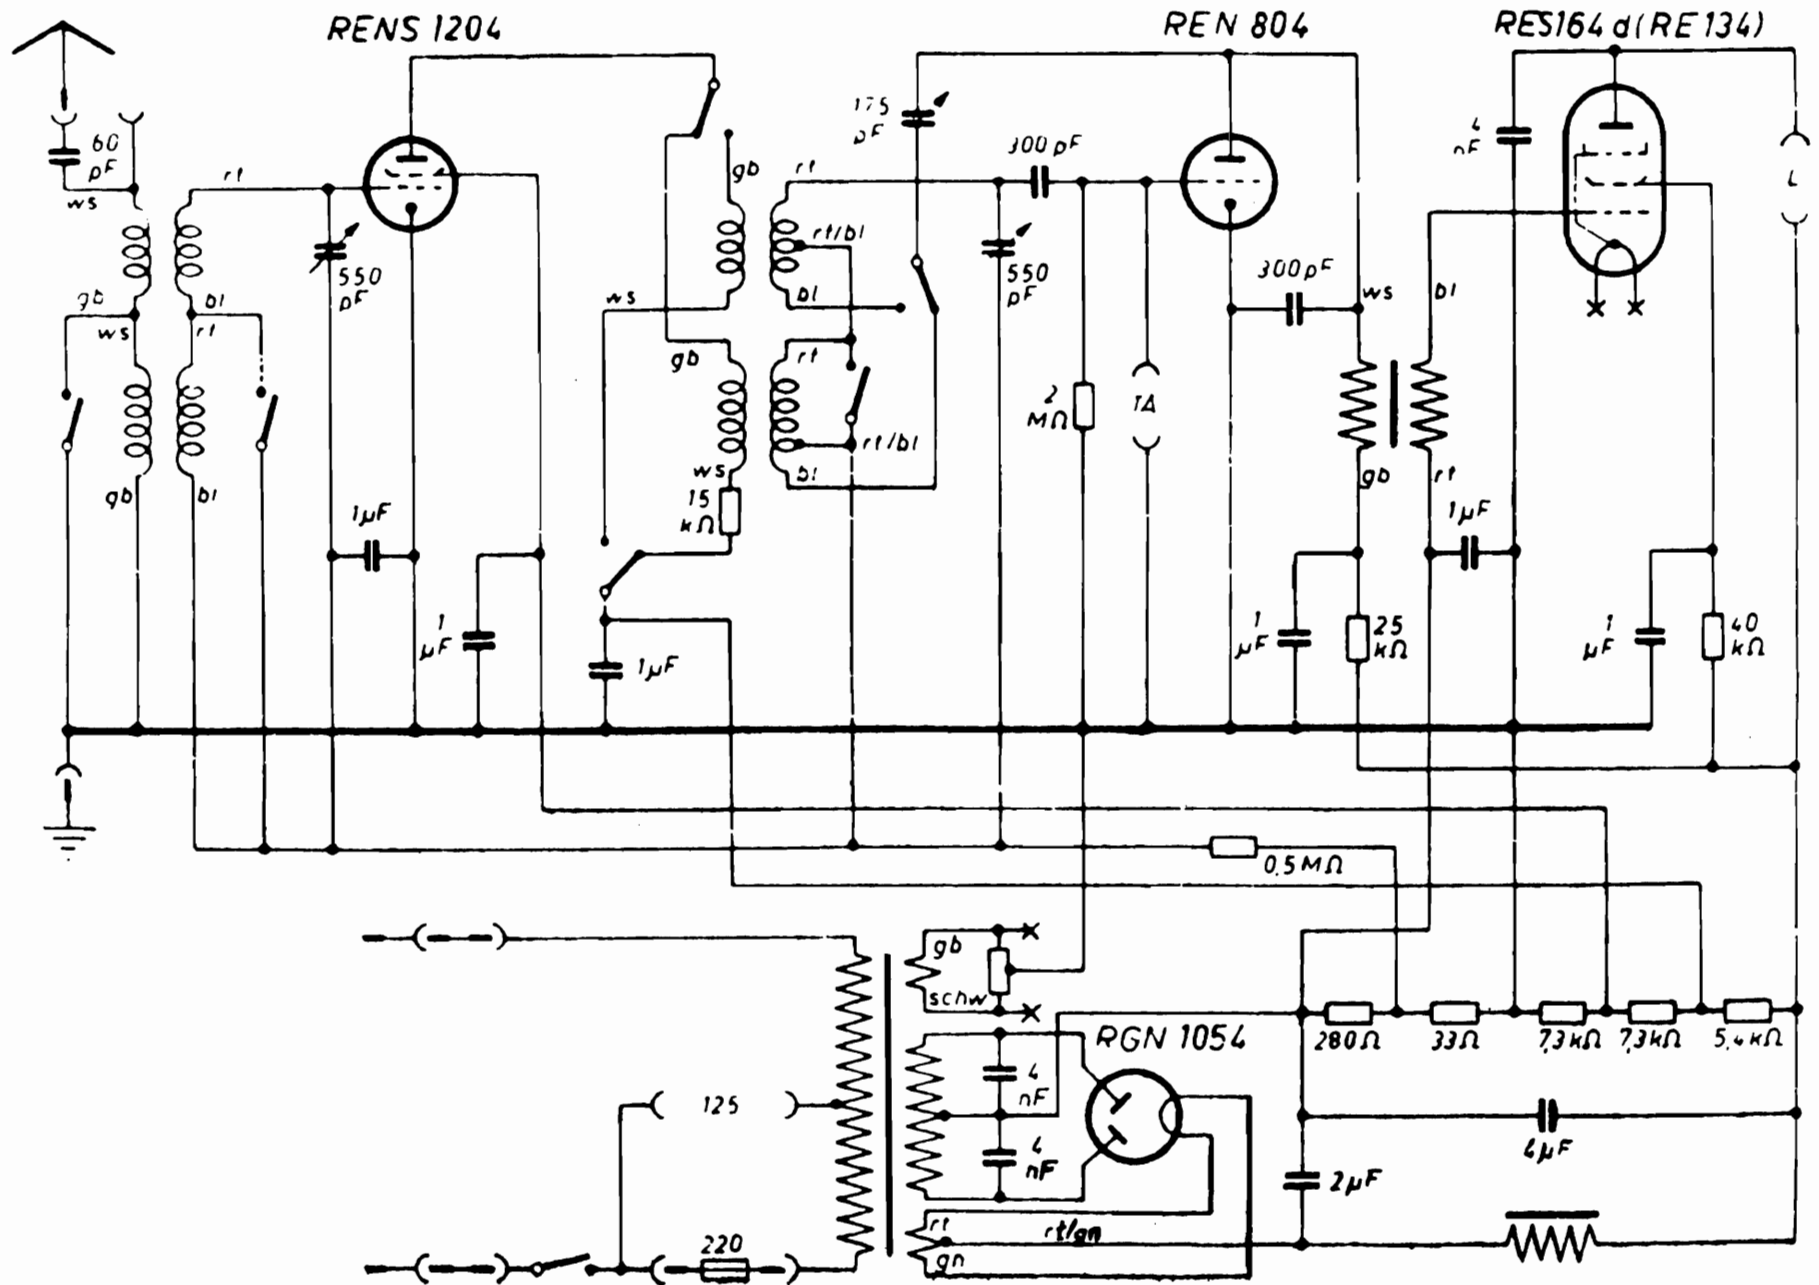 RENS 1204
REN 804
RES164 d (RE 134)
60
pF
ws
rt
550
pF
gb
ws
bl
rt
gb
bl
1µF
1
µF
gb
ws
gb
ws
15
kΩ
1µF
rt
rt/bl
bl
rt
rt/bl
bl
175
pF
300 pF
550
pF
2
MΩ
TA
300 pF
ws
bl
gb
rt
1µF
1
µF
25
kΩ
4
nF
L
1
µF
40
kΩ
0,5 MΩ
gb
schw
RGN 1054
4
nF
4
nF
rt
rt/gn
gn
125
220
280Ω
33Ω
7,3kΩ
7,3kΩ
5,4kΩ
4µF
2µF